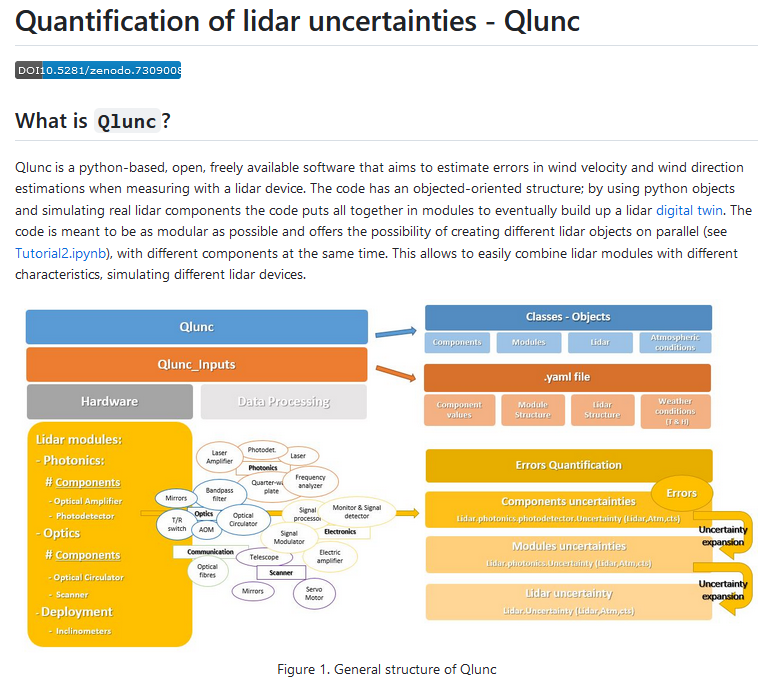 Quantification of lidar uncertainties - Qlunc
DOI 10.5281/zenodo.7309008
What is Qlunc?
Qlunc is a python-based, open, freely available software that aims to estimate errors in wind velocity and wind direction
estimations when measuring with a lidar device. The code has an objected-oriented structure; by using python objects
and simulating real lidar components the code puts all together in modules to eventually build up a lidar digital twin. The
code is meant to be as modular as possible and offers the possibility of creating different lidar objects on parallel (see
Tutorial2.ipynb), with different components at the same time. This allows to easily combine lidar modules with different
characteristics, simulating different lidar devices.
Qlunc
Qlunc_Inputs
Hardware
Data Processing
Classes - Objects
Components
Modules
Lidar
Atmospheric
conditions
.yaml file
Component
values
Module
Structure
Lidar
Structure
Weather
conditions
(T & H)
Lidar modules:
- Photonics:
# Components
- Optical Amplifier
- Photodetector
- Optics
# Components
- Optical Circulator
- Scanner
- Deployment
- Inclinometers
Laser
Amplifier
Photodet.
Laser
Photonics
Quarter-w
plate
Frequency
analyzer
Mirrors
Bandpass
filter
Optics
T/R
switch
AOM
Optical
Circulator
Signal
processo
Monitor & Signal
detector
Electronics
Signal
Modulator
Communication
Telescope
Electric
amplifier
Optical
fibres
Scanner
Mirrors
Servo
Motor
Errors Quantification
Errors
Components uncertainties
Lidar.photonics.photodetector.Uncertainty (Lidar,Atm,cts)
Modules uncertainties
Lidar.photonics.Uncertainty (Lidar,Atm,cts)
Lidar uncertainty
Lidar.Uncertainty (Lidar,Atm,cts)
Uncertainty
expansion
Uncertainty
expansion
Figure 1. General structure of Qlunc